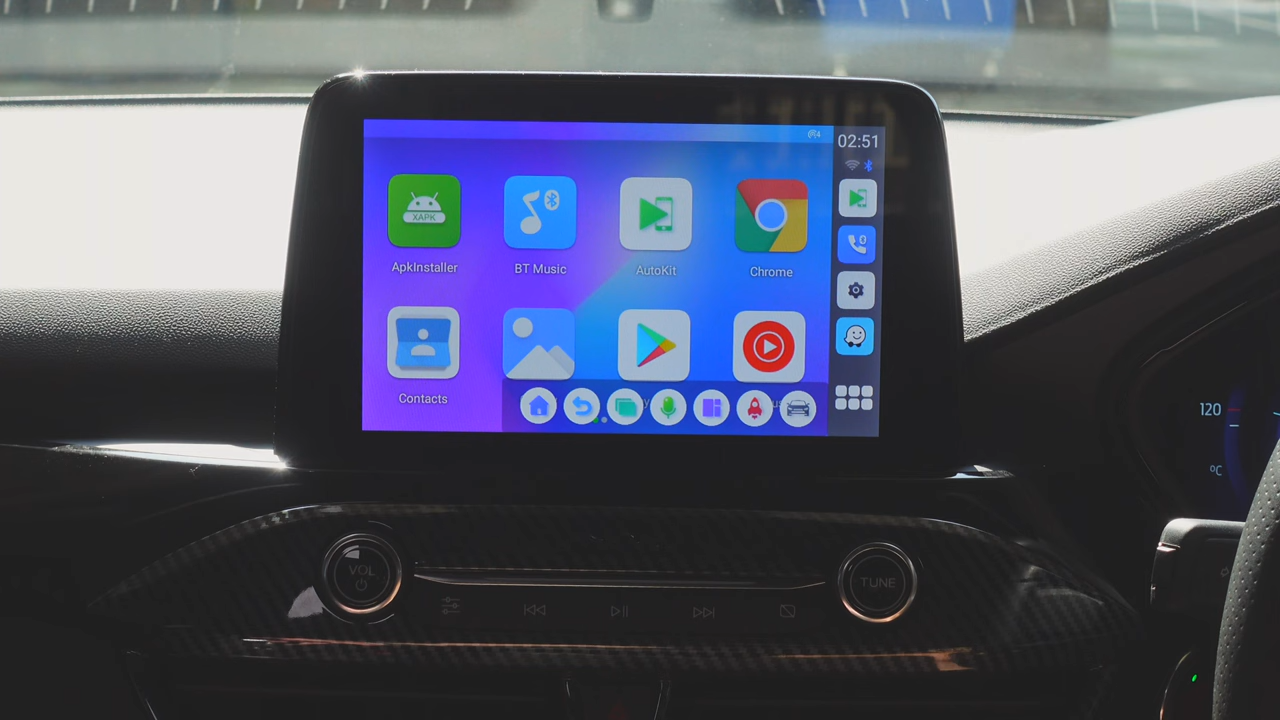 02:51
XAPK
ApkInstaller
BT Music
AutoKit
Chrome
Contacts
120
°C
VOL
TUNE